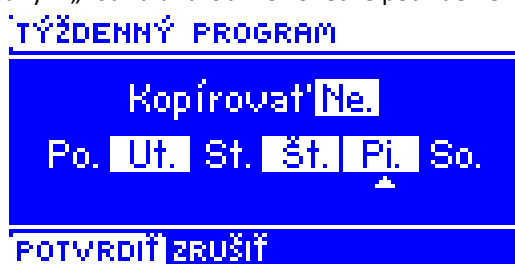 TÝŽDENNÝ PROGRAM
Kopírovať Ne.
Po. Ut. St. Št. Pi. So.
POTVRDIŤ ZRUŠIŤ